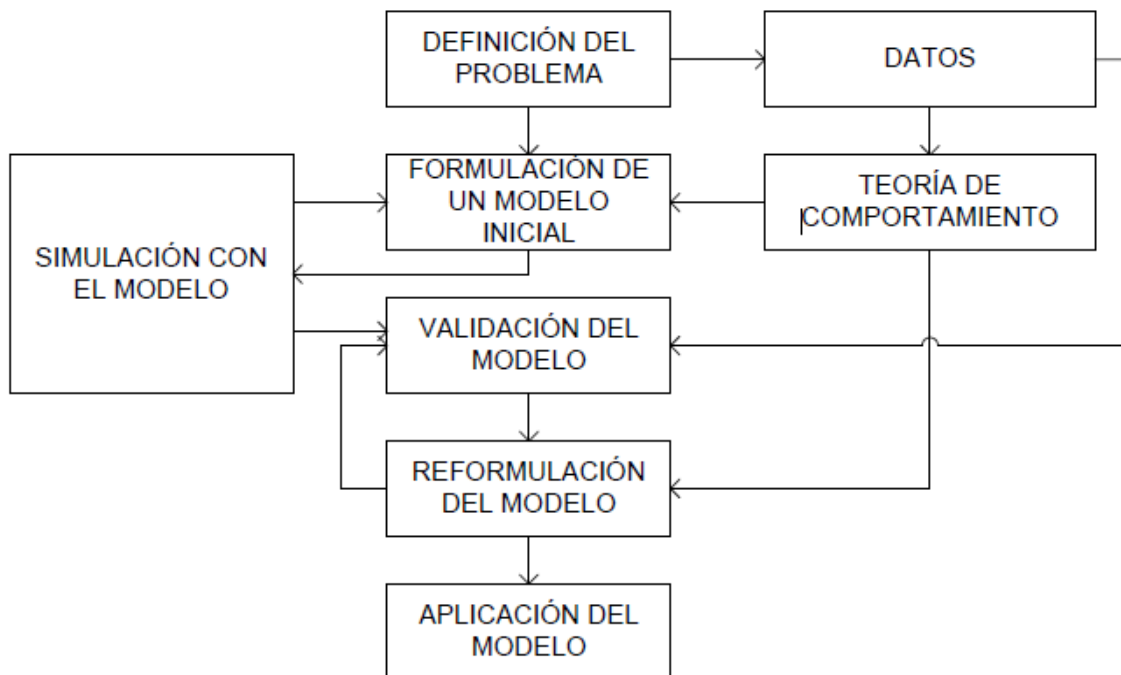 DEFINICIÓN DEL
PROBLEMA
DATOS
FORMULACIÓN DE
UN MODELO
INICIAL
TEORÍA DE
COMPORTAMIENTO
SIMULACIÓN CON
EL MODELO
VALIDACIÓN DEL
MODELO
REFORMULACIÓN
DEL MODELO
APLICACIÓN DEL
MODELO